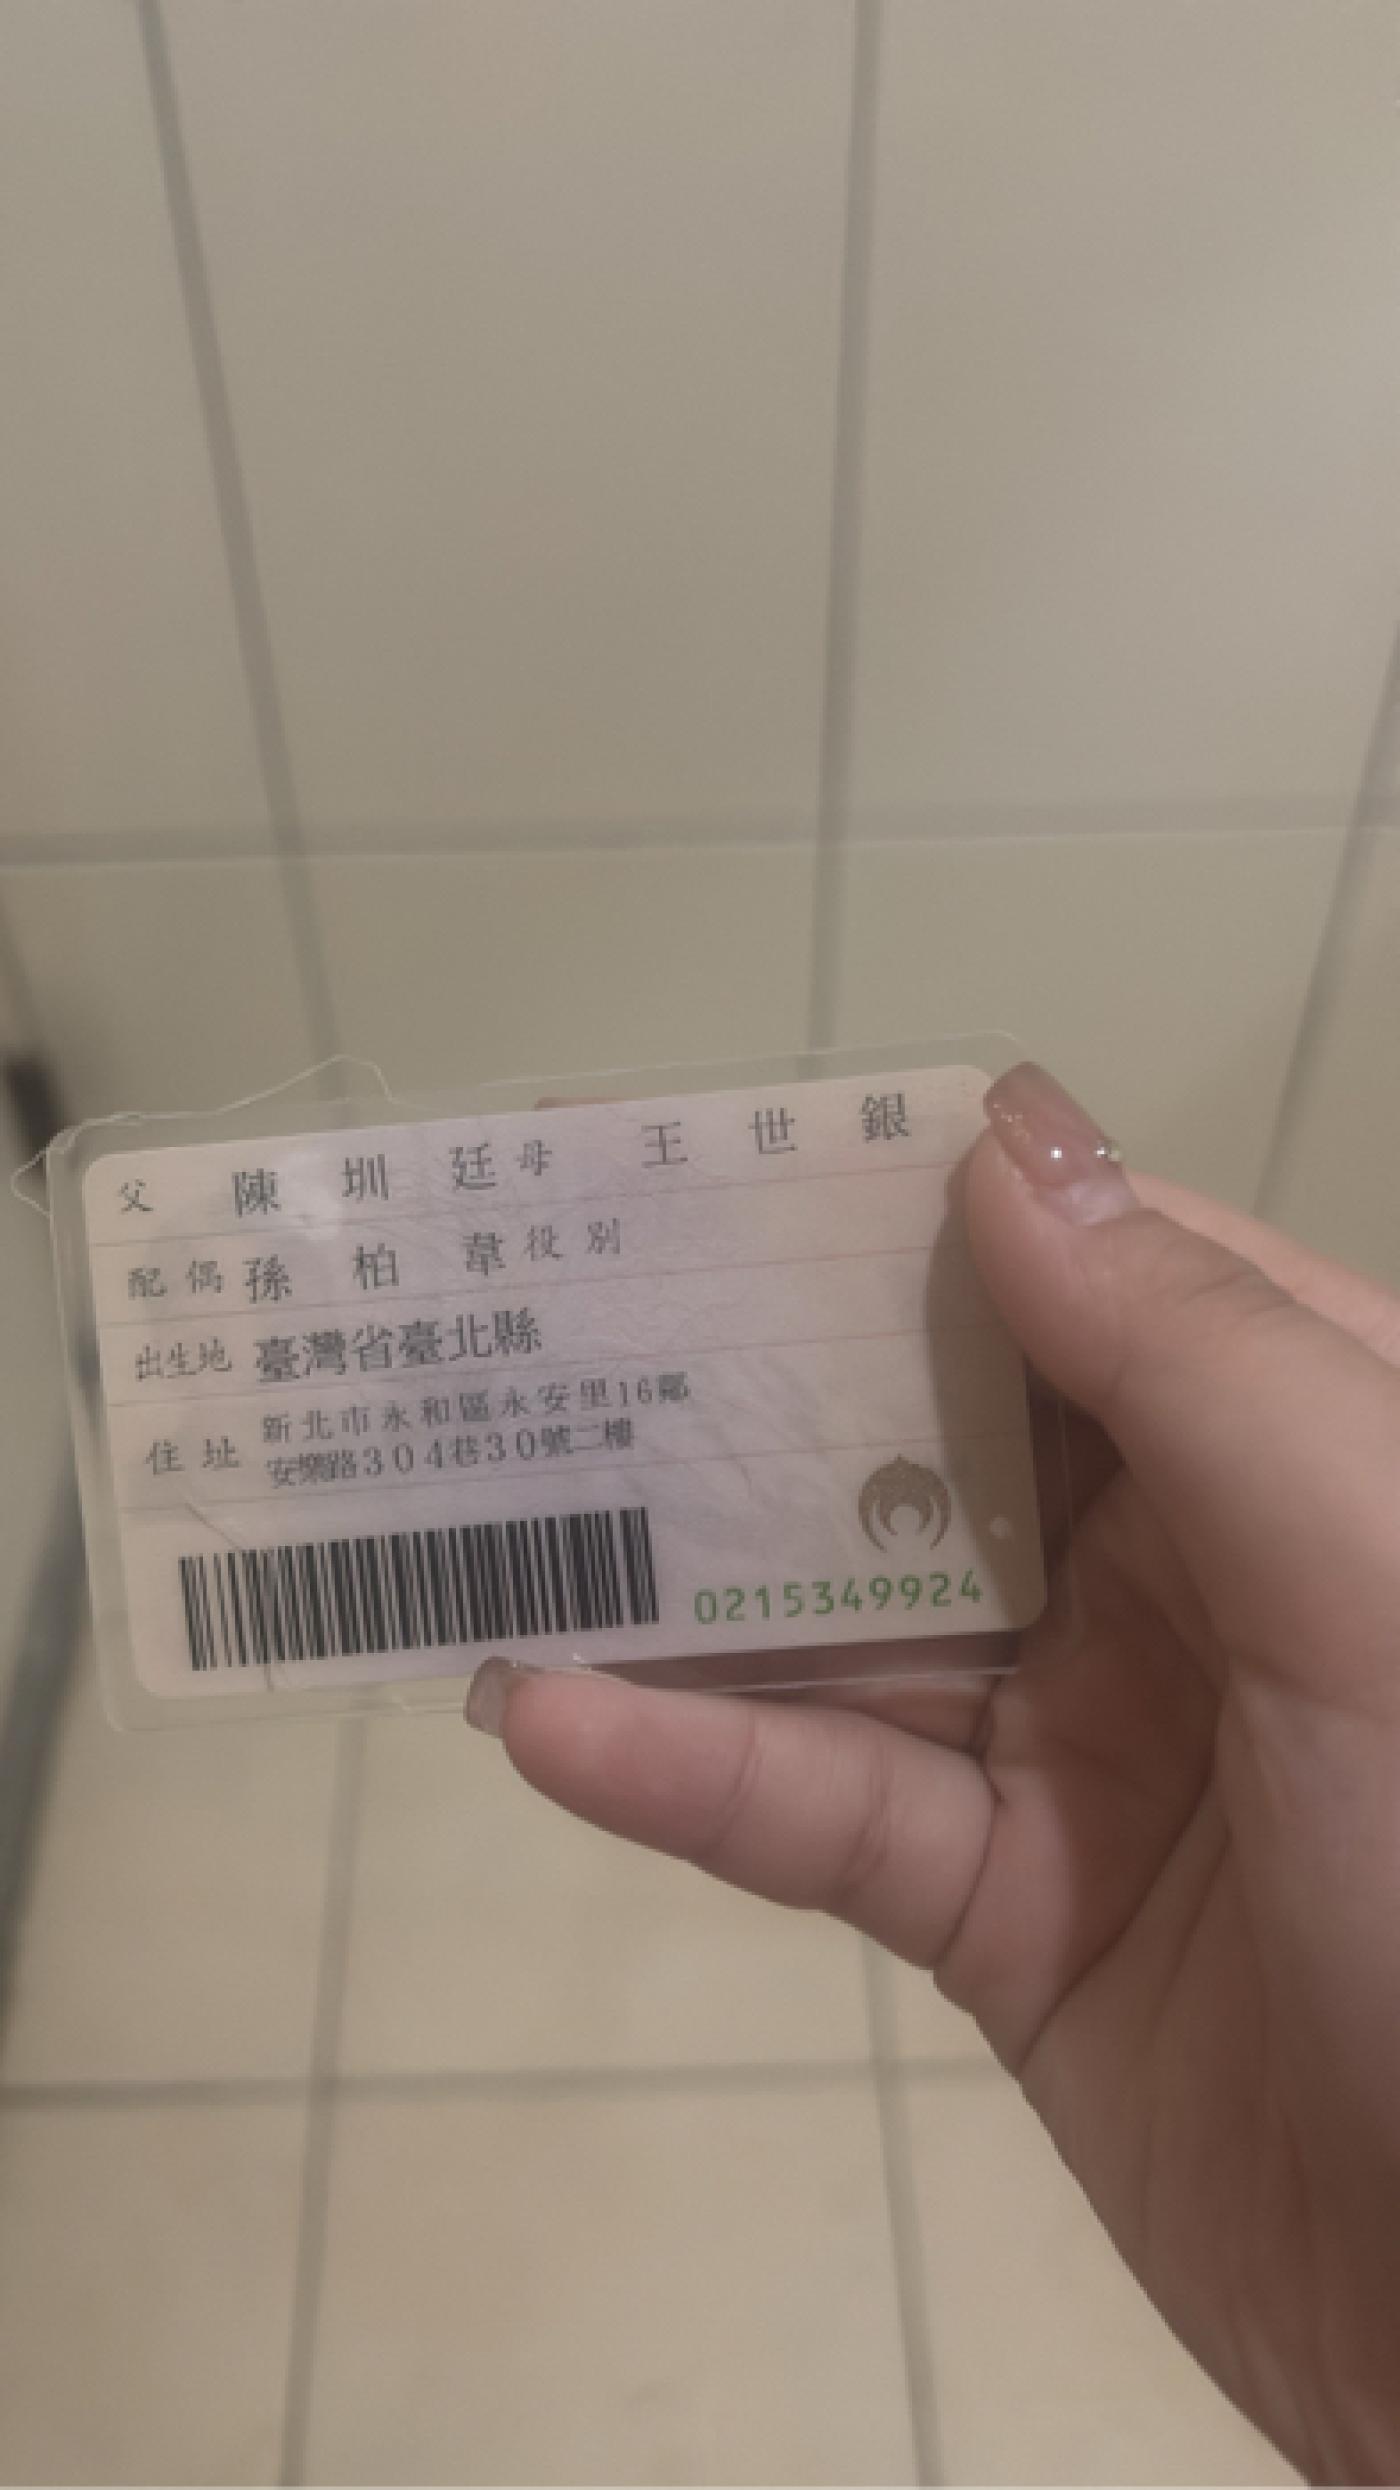 父 陳圳廷 母 王世銀
配偶 孫柏韋 役別
出生地 臺灣省臺北縣
住址 新北市永和區永安里16鄰
安樂路304巷30號二樓
0215349924